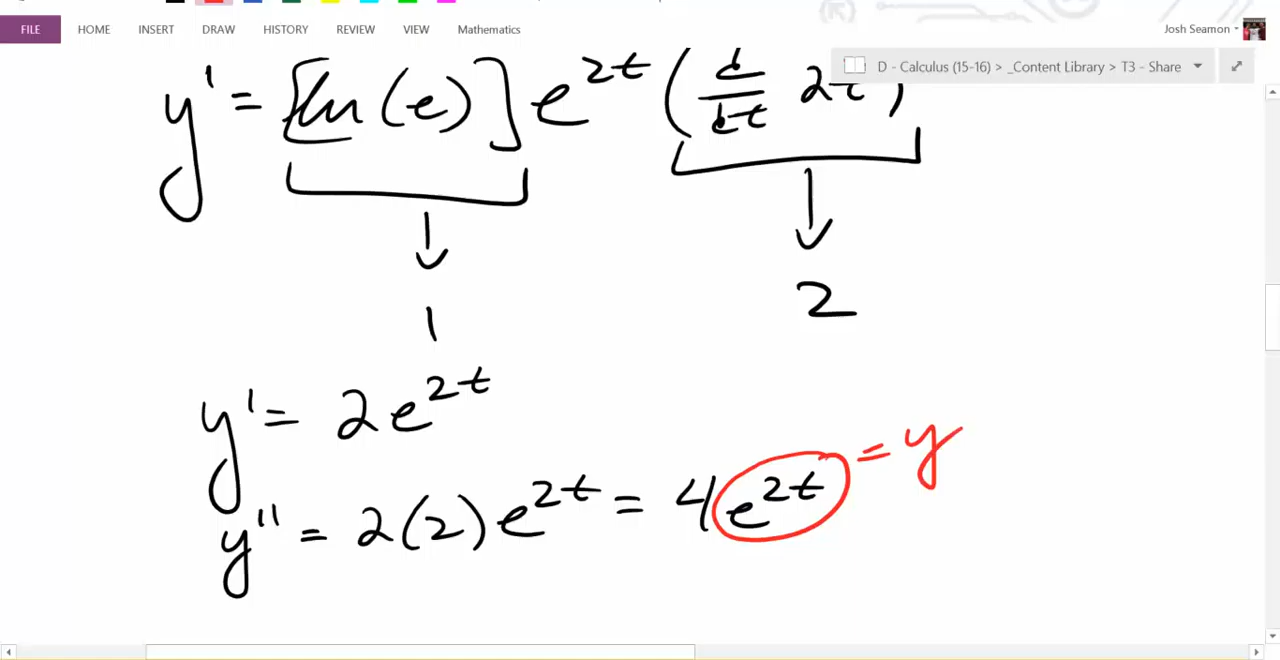 FILE HOME INSERT DRAW HISTORY REVIEW VIEW Mathematics Josh Seamon
D - Calculus (15-16) > _Content Library > T3 - Share
y' = [ln(e)] e^{2t} (d/dt 2t)
1 2
y' = 2e^{2t}
y'' = 2(2)e^{2t} = 4e^{2t} = y